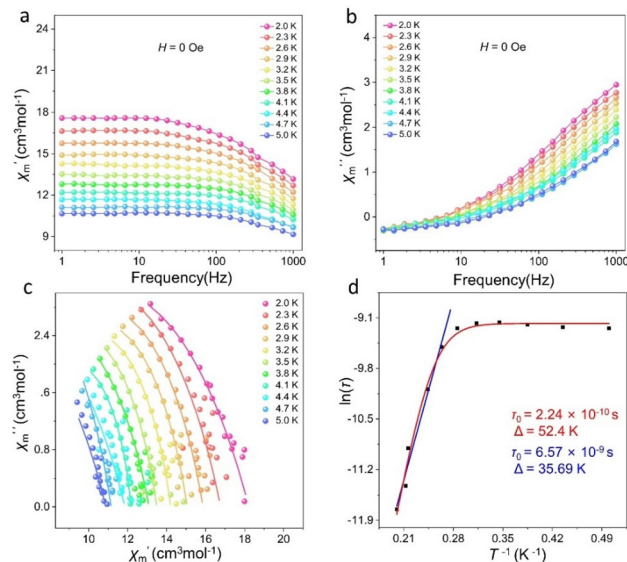 a
24
21
18
15
12
9
χm′ (cm³mol⁻¹)
H = 0 Oe
2.0 K
2.3 K
2.6 K
2.9 K
3.2 K
3.5 K
3.8 K
4.1 K
4.4 K
4.7 K
5.0 K
1 10 100 1000
Frequency(Hz)
b
4
3
2
1
0
χm′′ (cm³mol⁻¹)
H = 0 Oe
2.0 K
2.3 K
2.6 K
2.9 K
3.2 K
3.5 K
3.8 K
4.1 K
4.4 K
4.7 K
5.0 K
1 10 100 1000
Frequency(Hz)
c
2.4
.6
0.8
0.0
χm′′ (cm³mol⁻¹)
2.0 K
2.3 K
2.6 K
2.9 K
3.2 K
3.5 K
3.8 K
4.1 K
4.4 K
4.7 K
5.0 K
10 12 14 16 18 20
χm′ (cm³mol⁻¹)
d
-9.1
-9.8
-10.5
-11.2
-11.9
ln(τ)
τ0 = 2.24 × 10⁻¹⁰ s
Δ = 52.4 K
τ0 = 6.57 × 10⁻⁹ s
Δ = 35.69 K
0.21 0.28 0.35 0.42 0.49
T⁻¹ (K⁻¹)